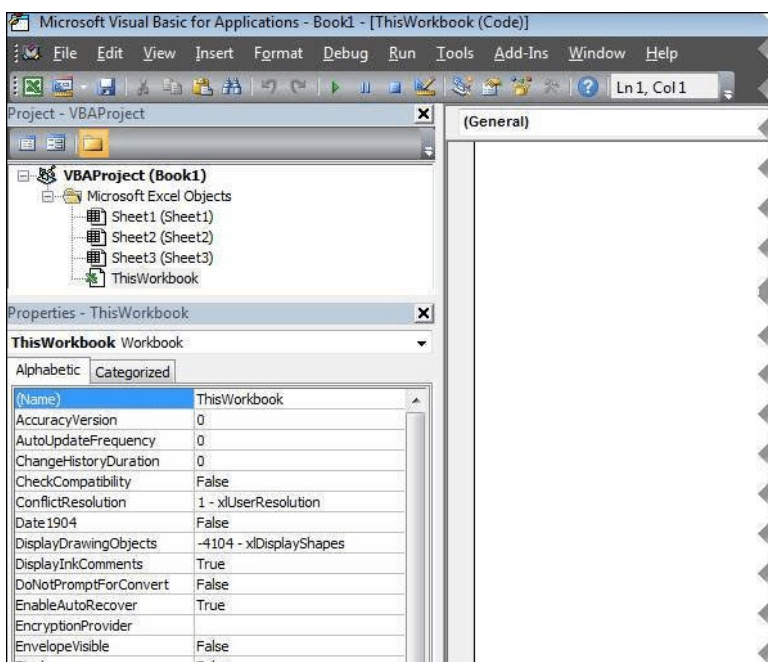 Microsoft Visual Basic for Applications - Book1 - [ThisWorkbook (Code)]
File Edit View Insert Format Debug Run Tools Add-Ins Window Help
Ln 1, Col 1
Project - VBAProject
(General)
VBAProject (Book1)
Microsoft Excel Objects
Sheet1 (Sheet1)
Sheet2 (Sheet2)
Sheet3 (Sheet3)
ThisWorkbook
Properties - ThisWorkbook
ThisWorkbook Workbook
Alphabetic Categorized
(Name) ThisWorkbook
AccuracyVersion 0
AutoUpdateFrequency 0
ChangeHistoryDuration 0
CheckCompatibility False
ConflictResolution 1 - xlUserResolution
Date1904 False
DisplayDrawingObjects -4104 - xlDisplayShapes
DisplayInkComments True
DoNotPromptForConvert False
EnableAutoRecover True
EncryptionProvider
EnvelopeVisible False